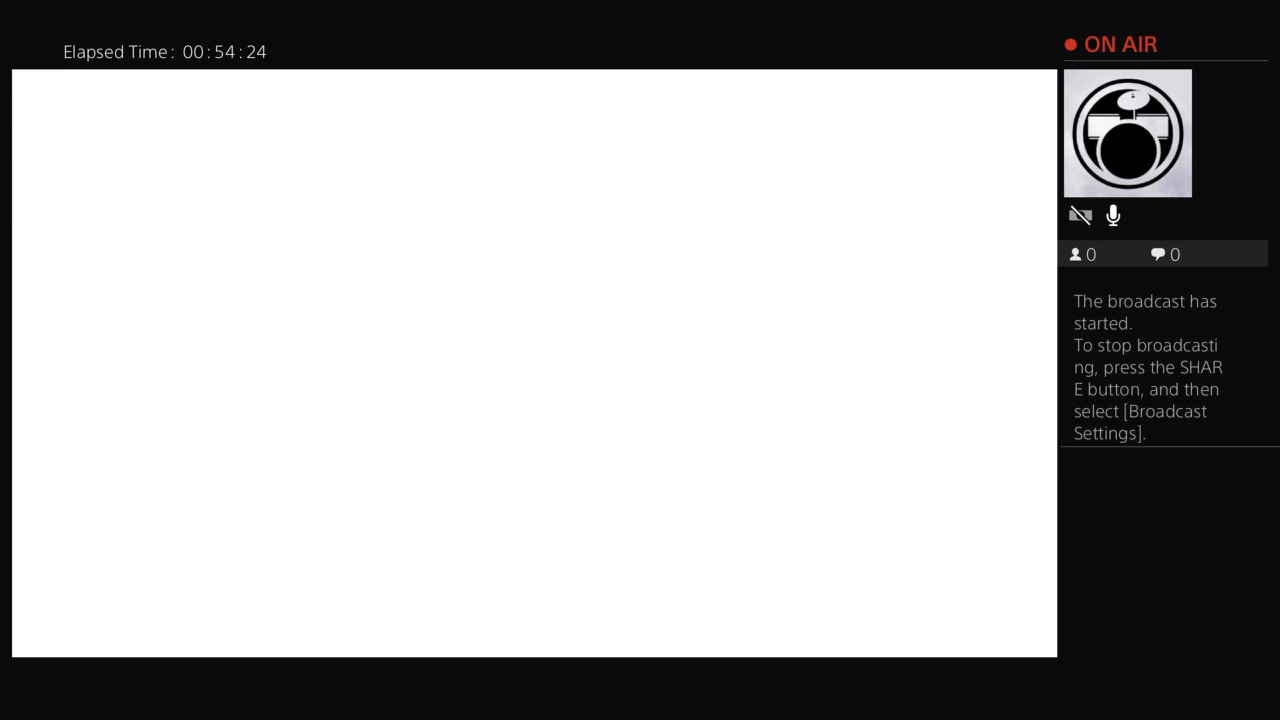 Elapsed Time: 00:54:24
ON AIR
0 0
The broadcast has
started.
To stop broadcasti
ng, press the SHAR
E button, and then
select [Broadcast
Settings].